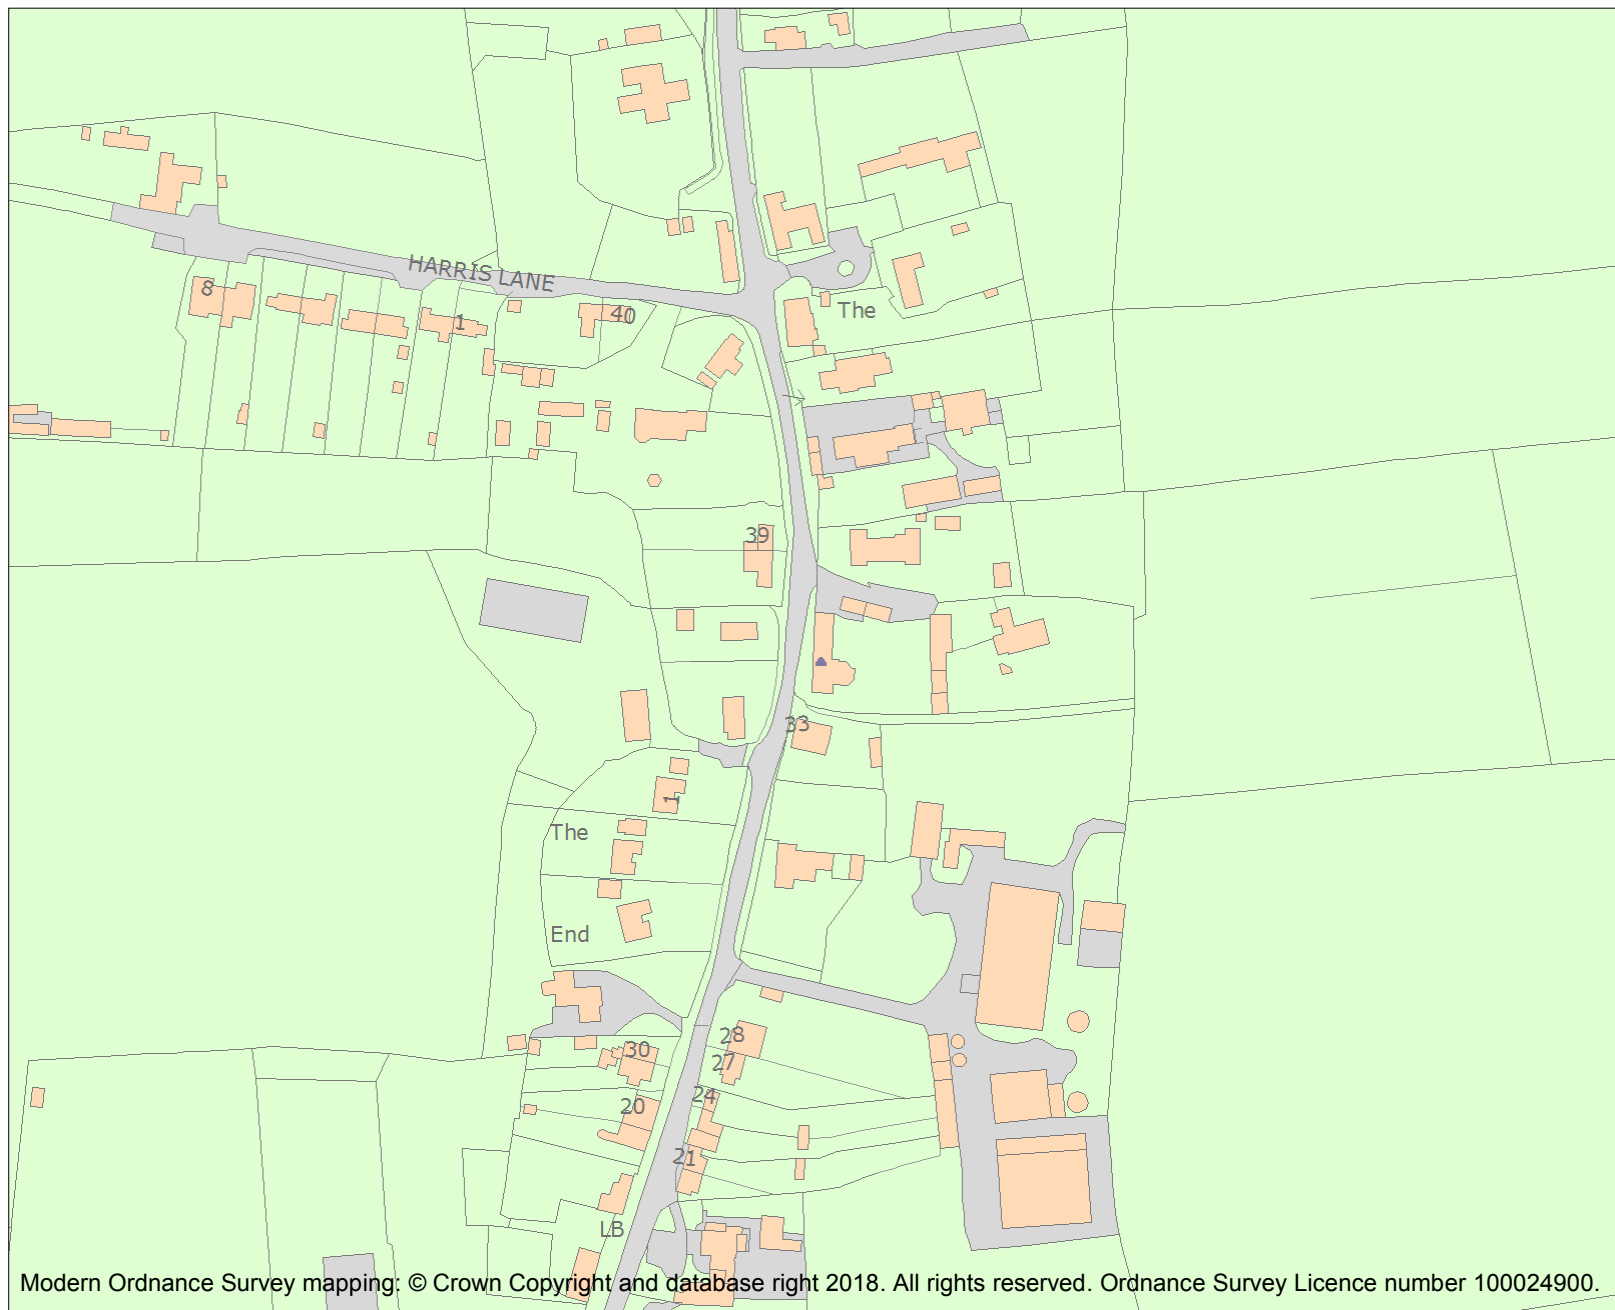 HARRIS LANE
8
1
40
The
39
33
1
The
End
28
30
27
24
20
21
LB
Modern Ordnance Survey mapping: © Crown Copyright and database right 2018. All rights reserved. Ordnance Survey Licence number 100024900.